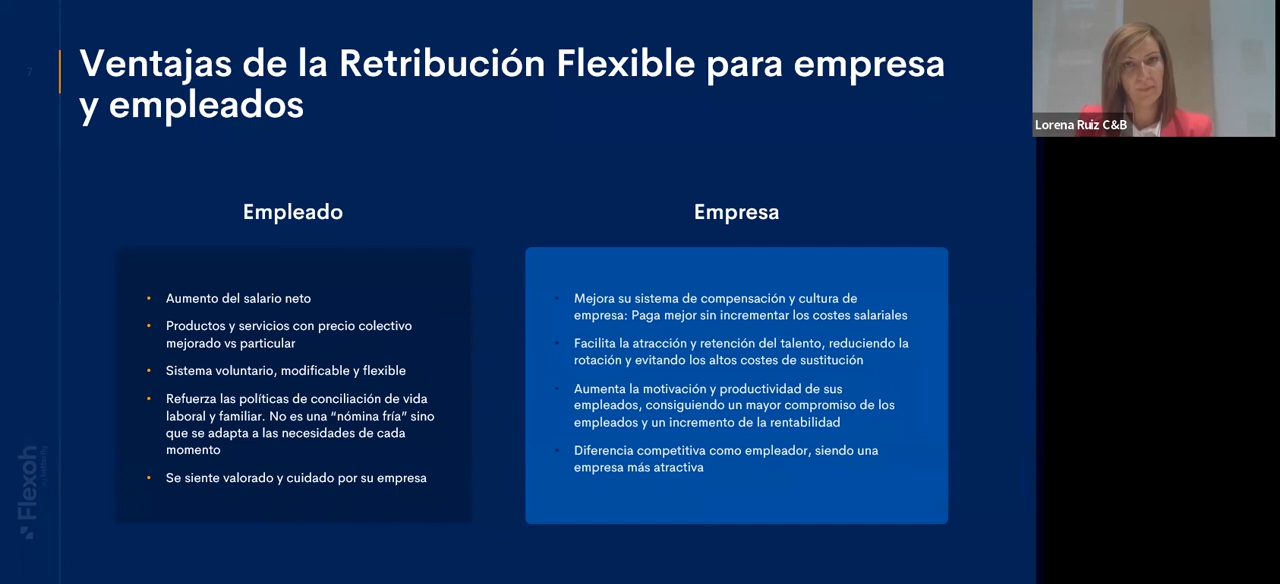 7
Ventajas de la Retribución Flexible para empresa
y empleados
Lorena Ruiz C&B
Empleado
• Aumento del salario neto
• Productos y servicios con precio colectivo
mejorado vs particular
• Sistema voluntario, modificable y flexible
• Refuerza las políticas de conciliación de vida
laboral y familiar. No es una “nómina fría” sino
que se adapta a las necesidades de cada
momento
• Se siente valorado y cuidado por su empresa
Empresa
• Mejora su sistema de compensación y cultura de
empresa: Paga mejor sin incrementar los costes salariales
• Facilita la atracción y retención del talento, reduciendo la
rotación y evitando los altos costes de sustitución
• Aumenta la motivación y productividad de sus
empleados, consiguiendo un mayor compromiso de los
empleados y un incremento de la rentabilidad
• Diferencia competitiva como empleador, siendo una
empresa más atractiva
Flexoh